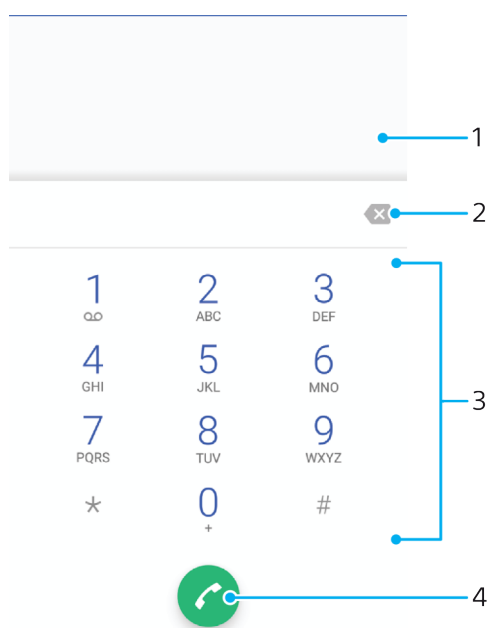 1
2
1 2 3
ABC DEF
4 5 6
GHI JKL MNO
3
7 8 9
PQRS TUV WXYZ
* 0 #
+
4